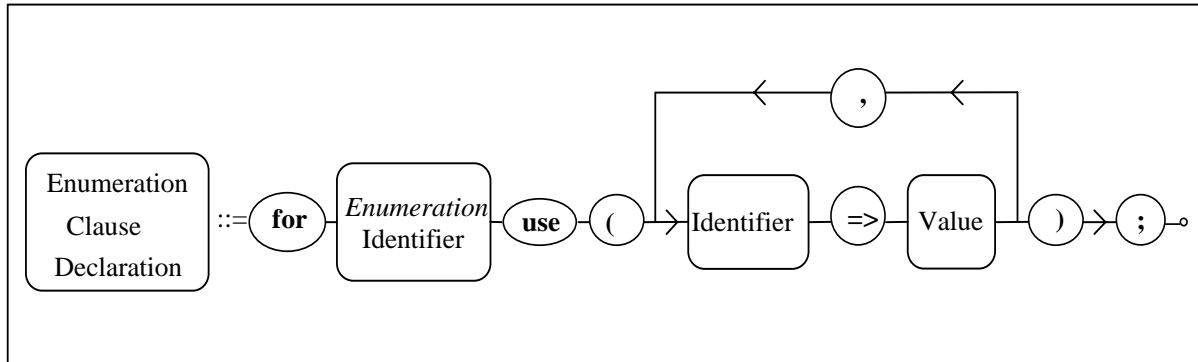 ,
Enumeration
Clause
Declaration
::=
for
Enumeration
Identifier
use
(
Identifier
=>
Value
)
;